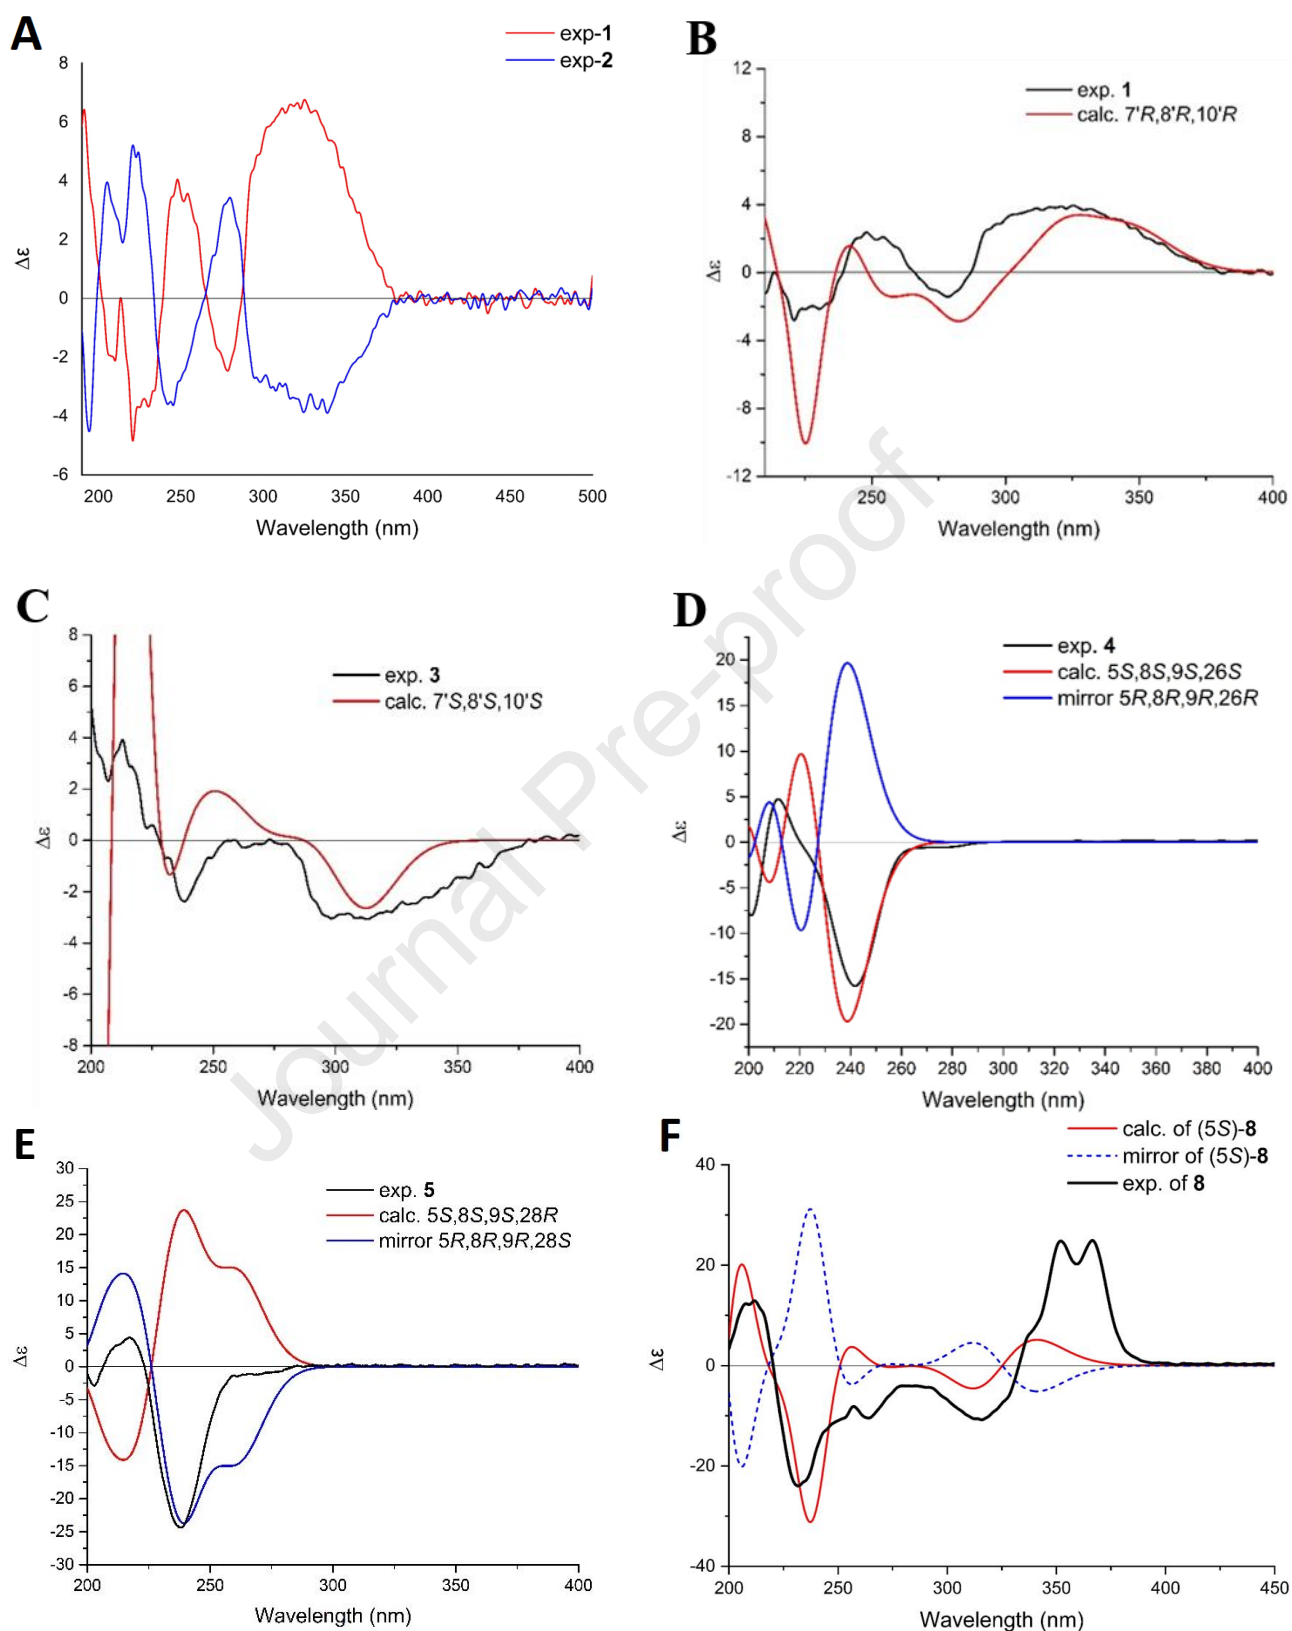 A
exp-1
exp-2
8
6
4
2
0
-2
-4
-6
Δε
200 250 300 350 400 450 500
Wavelength (nm)
B
exp. 1
calc. 7'R,8'R,10'R
12
8
4
0
-4
-8
-12
Δε
250 300 350 400
Wavelength (nm)
C
exp. 3
calc. 7'S,8'S,10'S
8
6
4
2
0
-2
-4
-6
-8
Δε
200 250 300 350 400
Wavelength (nm)
D
exp. 4
calc. 5S,8S,9S,26S
mirror 5R,8R,9R,26R
20
15
10
5
0
-5
-10
-15
-20
Δε
200 220 240 260 280 300 320 340 360 380 400
Wavelength (nm)
E
exp. 5
calc. 5S,8S,9S,28R
mirror 5R,8R,9R,28S
30
25
20
15
10
5
0
-5
-10
-15
-20
-25
-30
Δε
200 250 300 350 400
Wavelength (nm)
F
calc. of (5S)-8
mirror of (5S)-8
exp. of 8
40
20
0
-20
-40
Δε
200 250 300 350 400 450
Wavelength (nm)
Journal Pre-proof